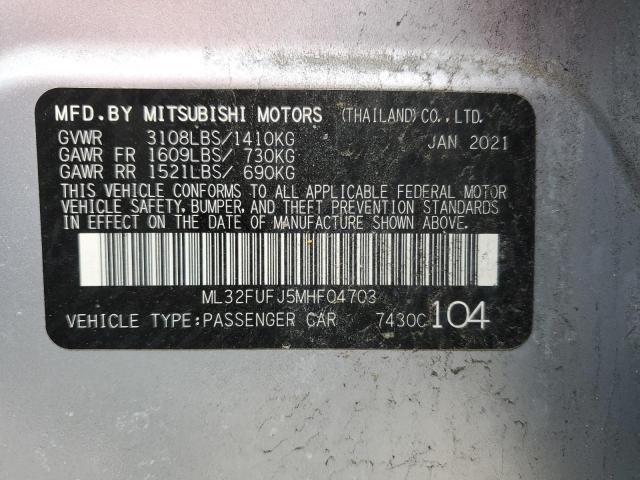 MFD.BY MITSUBISHI MOTORS (THAILAND)CO.,LTD.
GVWR 3108LBS/1410KG JAN 2021
GAWR FR 1609LBS/ 730KG
GAWR RR 1521LBS/ 690KG
THIS VEHICLE CONFORMS TO ALL APPLICABLE FEDERAL MOTOR
VEHICLE SAFETY, BUMPER, AND THEFT PREVENTION STANDARDS
IN EFFECT ON THE DATE OF MANUFACTURE SHOWN ABOVE.
ML32FUFJ5MHF04703
VEHICLE TYPE:PASSENGER CAR 7430C 104